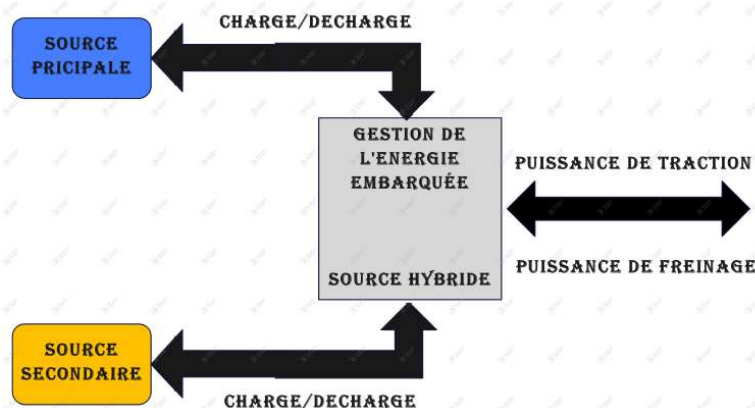 CHARGE/DECHARGE
SOURCE
PRICIPALE
GESTION DE
L'ENERGIE
EMBARQUÉE
PUISSANCE DE TRACTION
SOURCE HYBRIDE
PUISSANCE DE FREINAGE
SOURCE
SECONDAIRE
CHARGE/DECHARGE